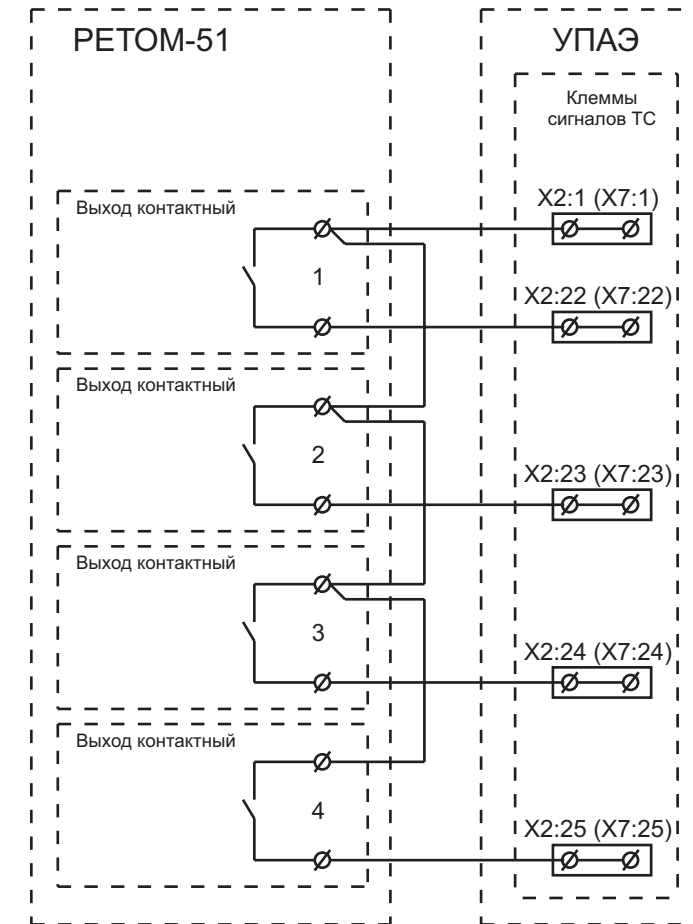 РЕТОМ-51
УПАЭ
Клеммы
сигналов ТС
Выход контактный
1
X2:1 (X7:1)
X2:22 (X7:22)
Выход контактный
2
X2:23 (X7:23)
Выход контактный
3
X2:24 (X7:24)
Выход контактный
4
X2:25 (X7:25)